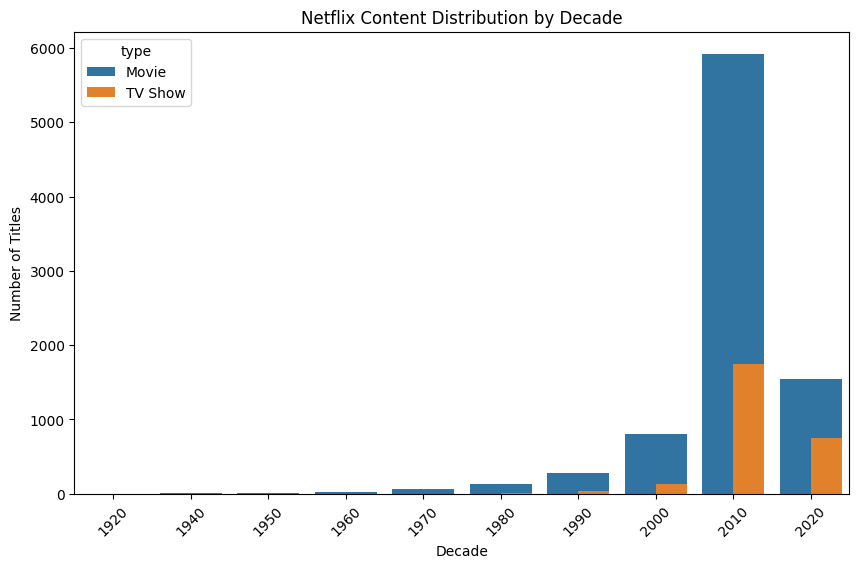 Netflix Content Distribution by Decade
type
Movie
TV Show
6000
5000
4000
3000
2000
1000
0
Number of Titles
1920
1940
1950
1960
1970
1980
1990
2000
2010
2020
Decade